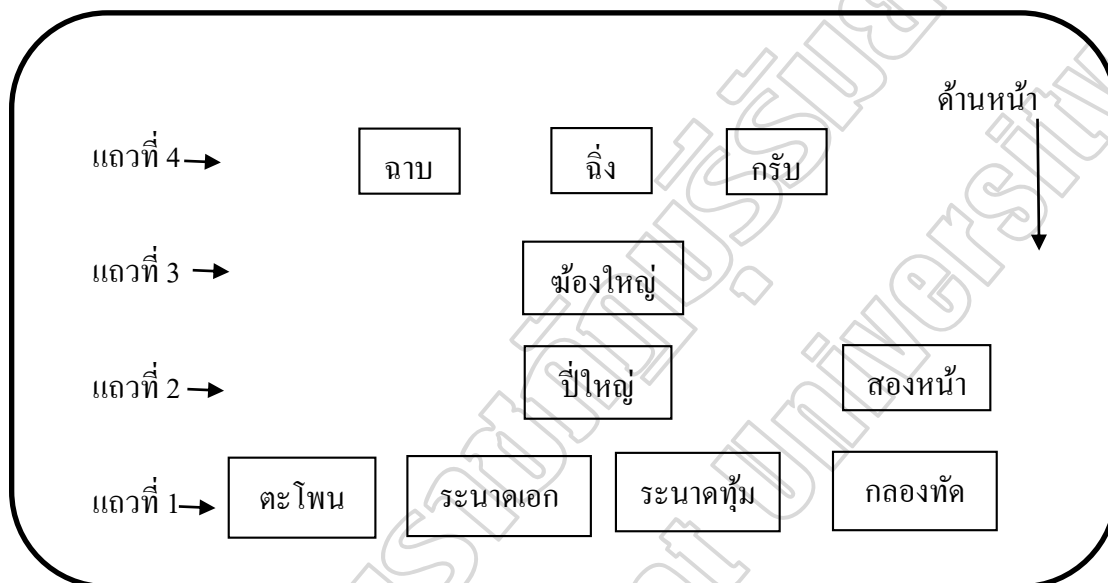 ด้านหน้า
แถวที่ 4 ฉาบ ฉิ่ง กรับ
แถวที่ 3 ฆ้องใหญ่
แถวที่ 2 ปี่ใหญ่ สองหน้า
แถวที่ 1 ตะโพน ระนาดเอก ระนาดทุ้ม กลองทัด
University